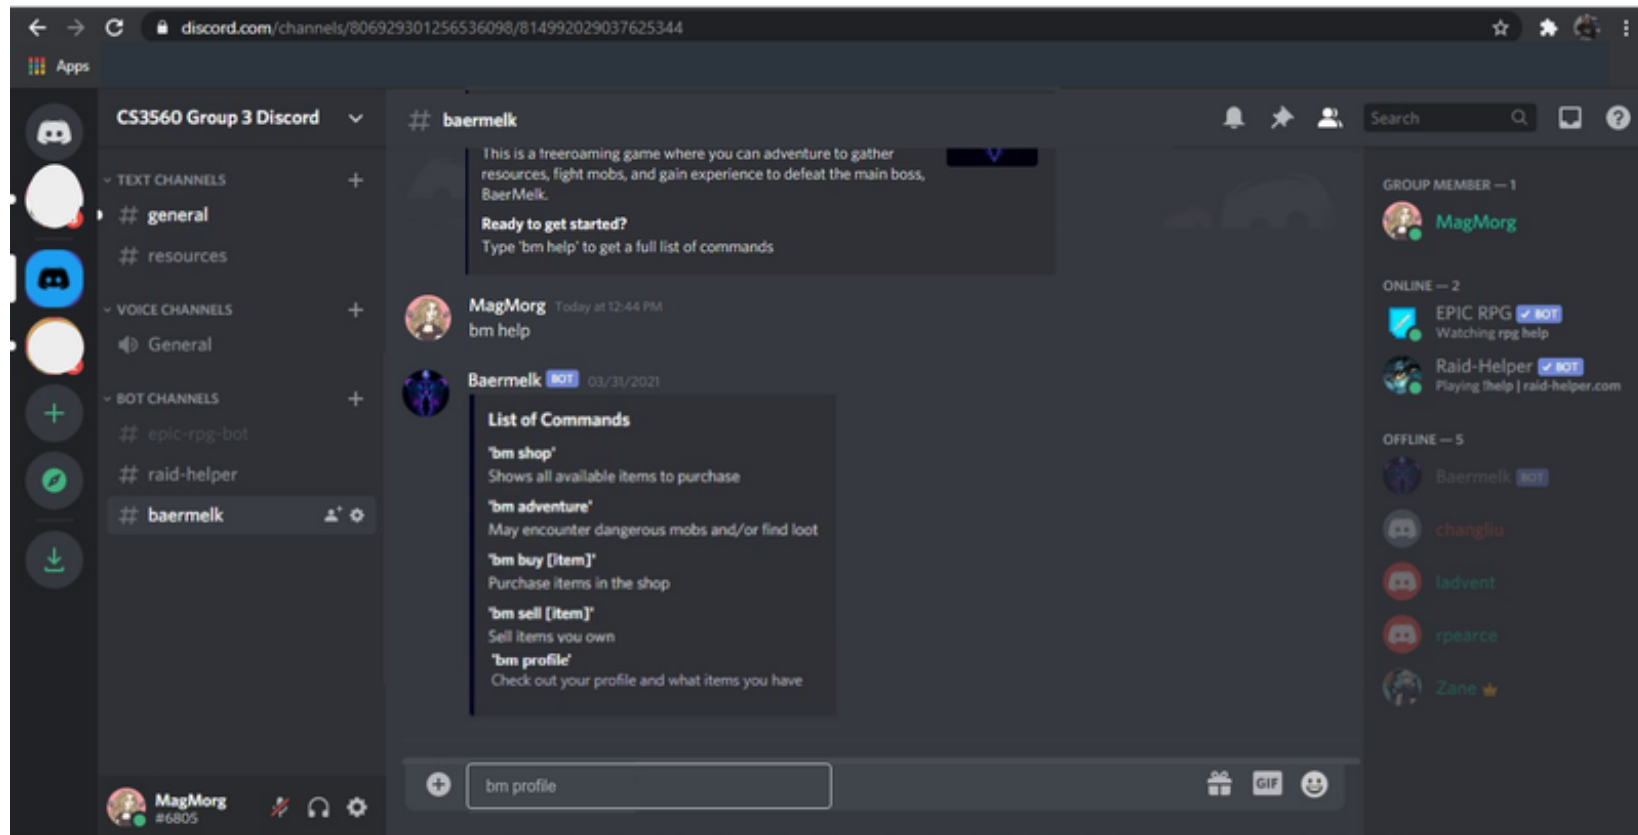 discord.com/channels/806929301256536098/814992029037625344
Apps
CS3560 Group 3 Discord
TEXT CHANNELS
general
resources
VOICE CHANNELS
General
BOT CHANNELS
epic-rpg-bot
raid-helper
baermelk
MagMorg
#6805
baermelk
Search
This is a freeroaming game where you can adventure to gather
resources, fight mobs, and gain experience to defeat the main boss,
BaerMelk.
Ready to get started?
Type 'bm help' to get a full list of commands
MagMorg Today at 12:44 PM
bm help
Baermelk BOT 03/31/2021
List of Commands
'bm shop'
Shows all available items to purchase
'bm adventure'
May encounter dangerous mobs and/or find loot
'bm buy [item]'
Purchase items in the shop
'bm sell [item]'
Sell items you own
'bm profile'
Check out your profile and what items you have
bm profile
GIF
GROUP MEMBER — 1
MagMorg
ONLINE — 2
EPIC RPG BOT
Watching rpg help
Raid-Helper BOT
Playing !help | raid-helper.com
OFFLINE — 5
Baermelk BOT
changliu
ladvent
rpearce
Zane